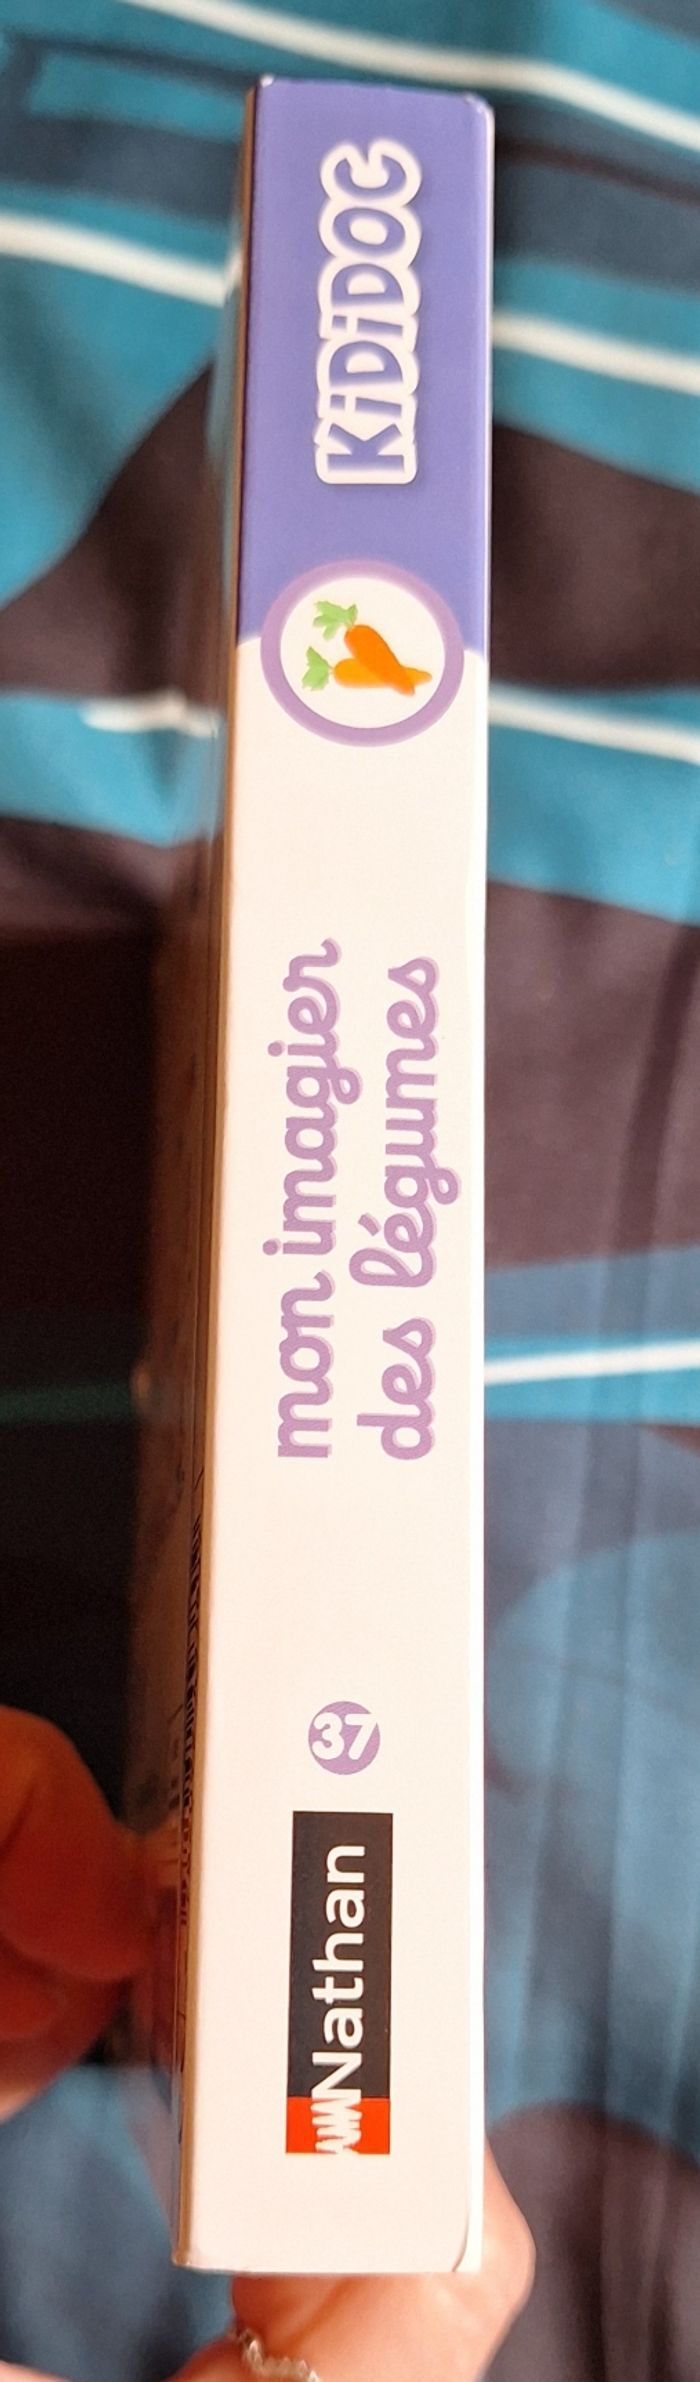 KiDiDOC
mon imagier
des légumes
37
Nathan